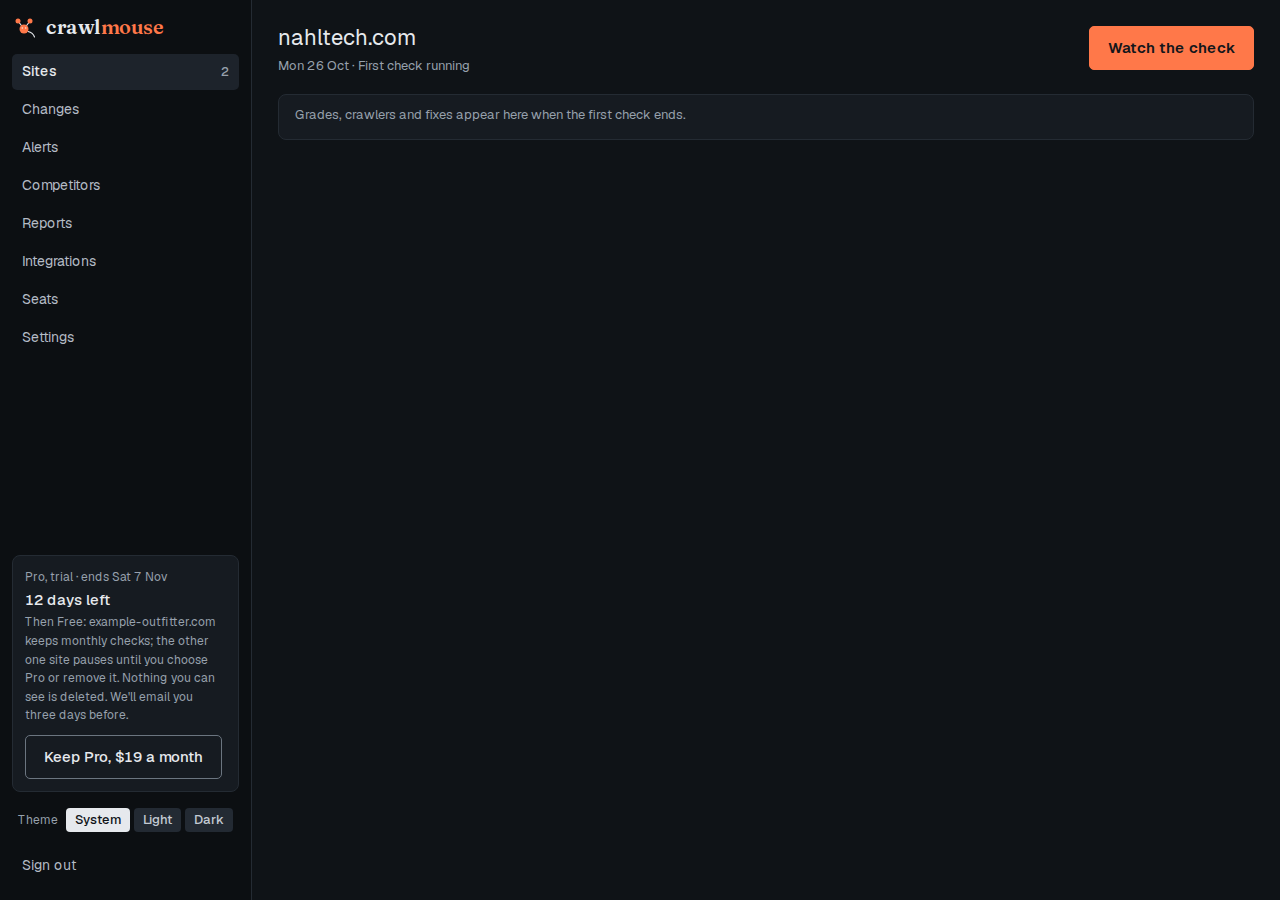 crawlmouse
Sites 2
Changes
Alerts
Competitors
Reports
Integrations
Seats
Settings
Pro, trial · ends Sat 7 Nov
12 days left
Then Free: example-outfitter.com
keeps monthly checks; the other
one site pauses until you choose
Pro or remove it. Nothing you can
see is deleted. We'll email you
three days before.
Keep Pro, $19 a month
Theme System Light Dark
Sign out
nahltech.com
Mon 26 Oct · First check running
Watch the check
Grades, crawlers and fixes appear here when the first check ends.